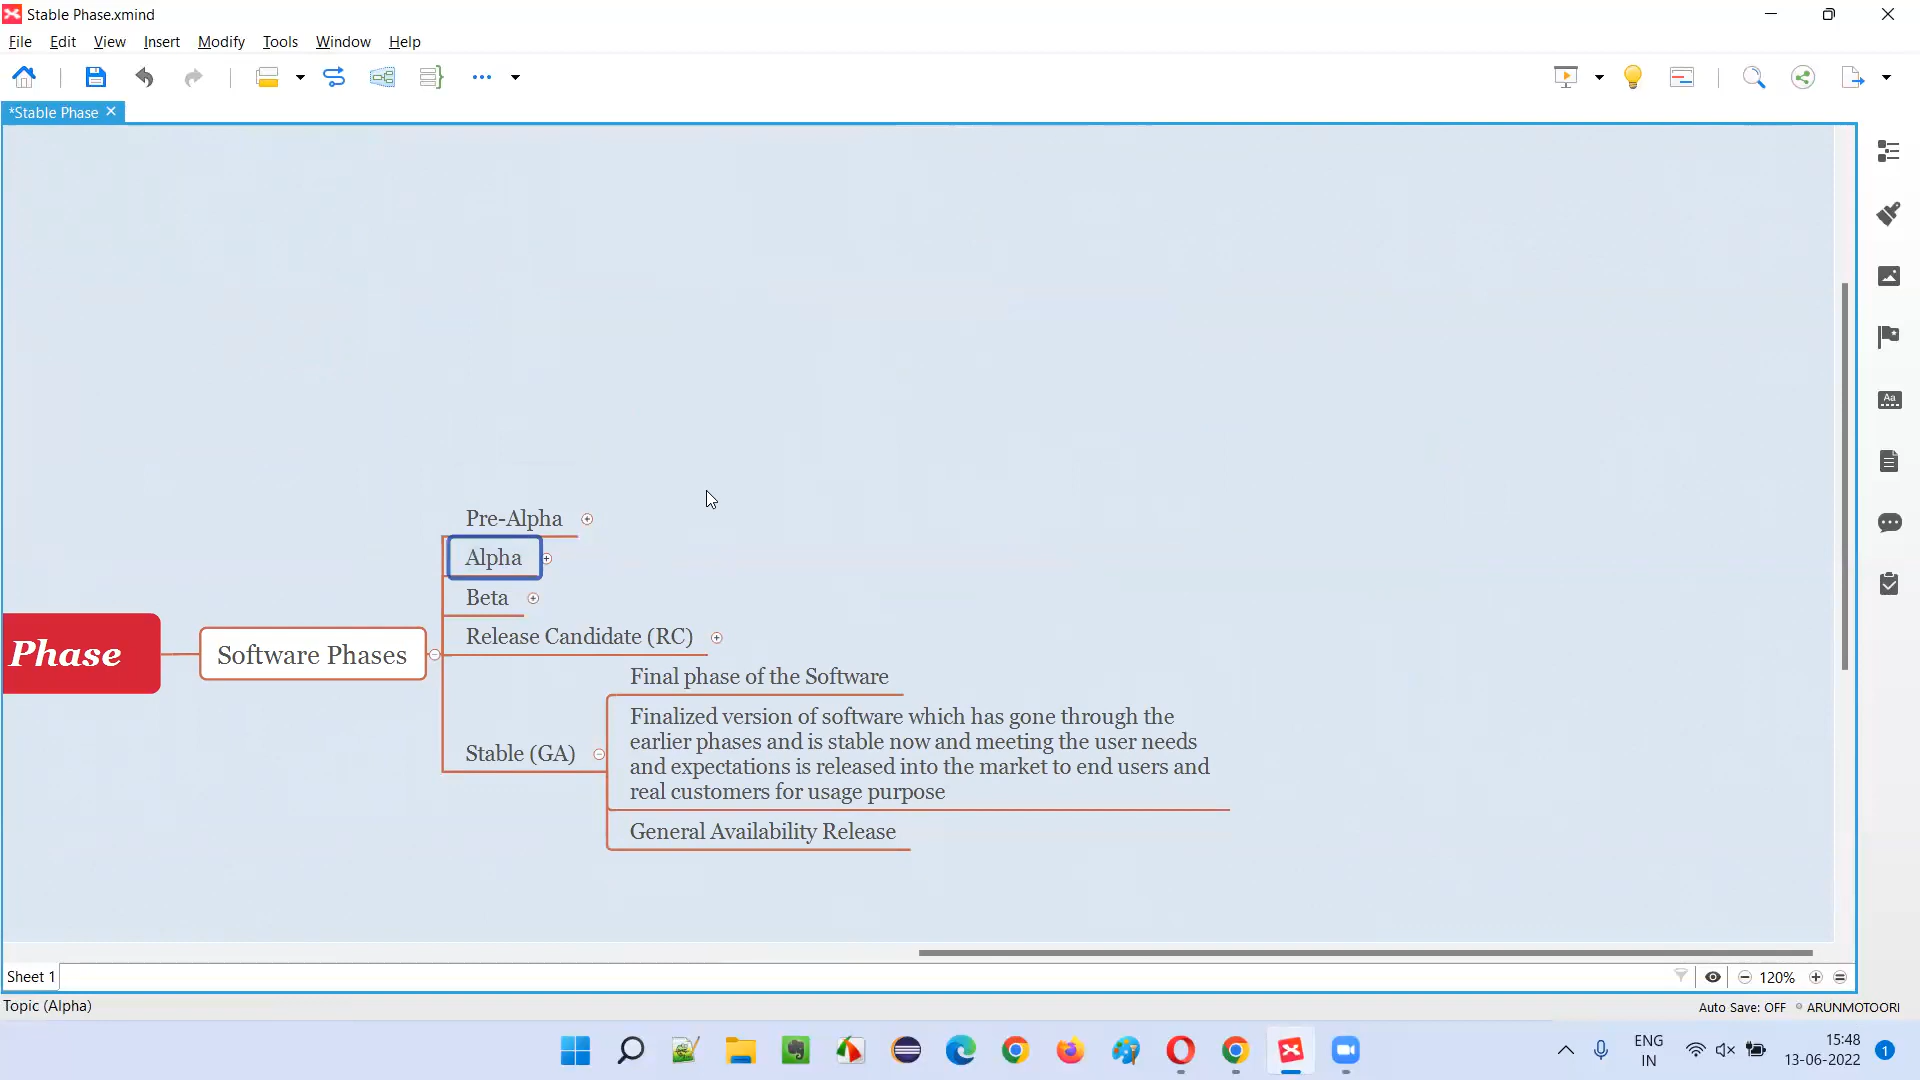 Stable Phase.xmind
File Edit View Insert Modify Tools Window Help
*Stable Phase
Pre-Alpha
Alpha
Beta
Phase
Software Phases
Release Candidate (RC)
Final phase of the Software
Finalized version of software which has gone through the
earlier phases and is stable now and meeting the user needs
and expectations is released into the market to end users and
real customers for usage purpose
Stable (GA)
General Availability Release
Aa
Sheet 1
120%
Topic (Alpha)
Auto Save: OFF
ARUNMOTOORI
ENG
IN
15:48
13-06-2022
1